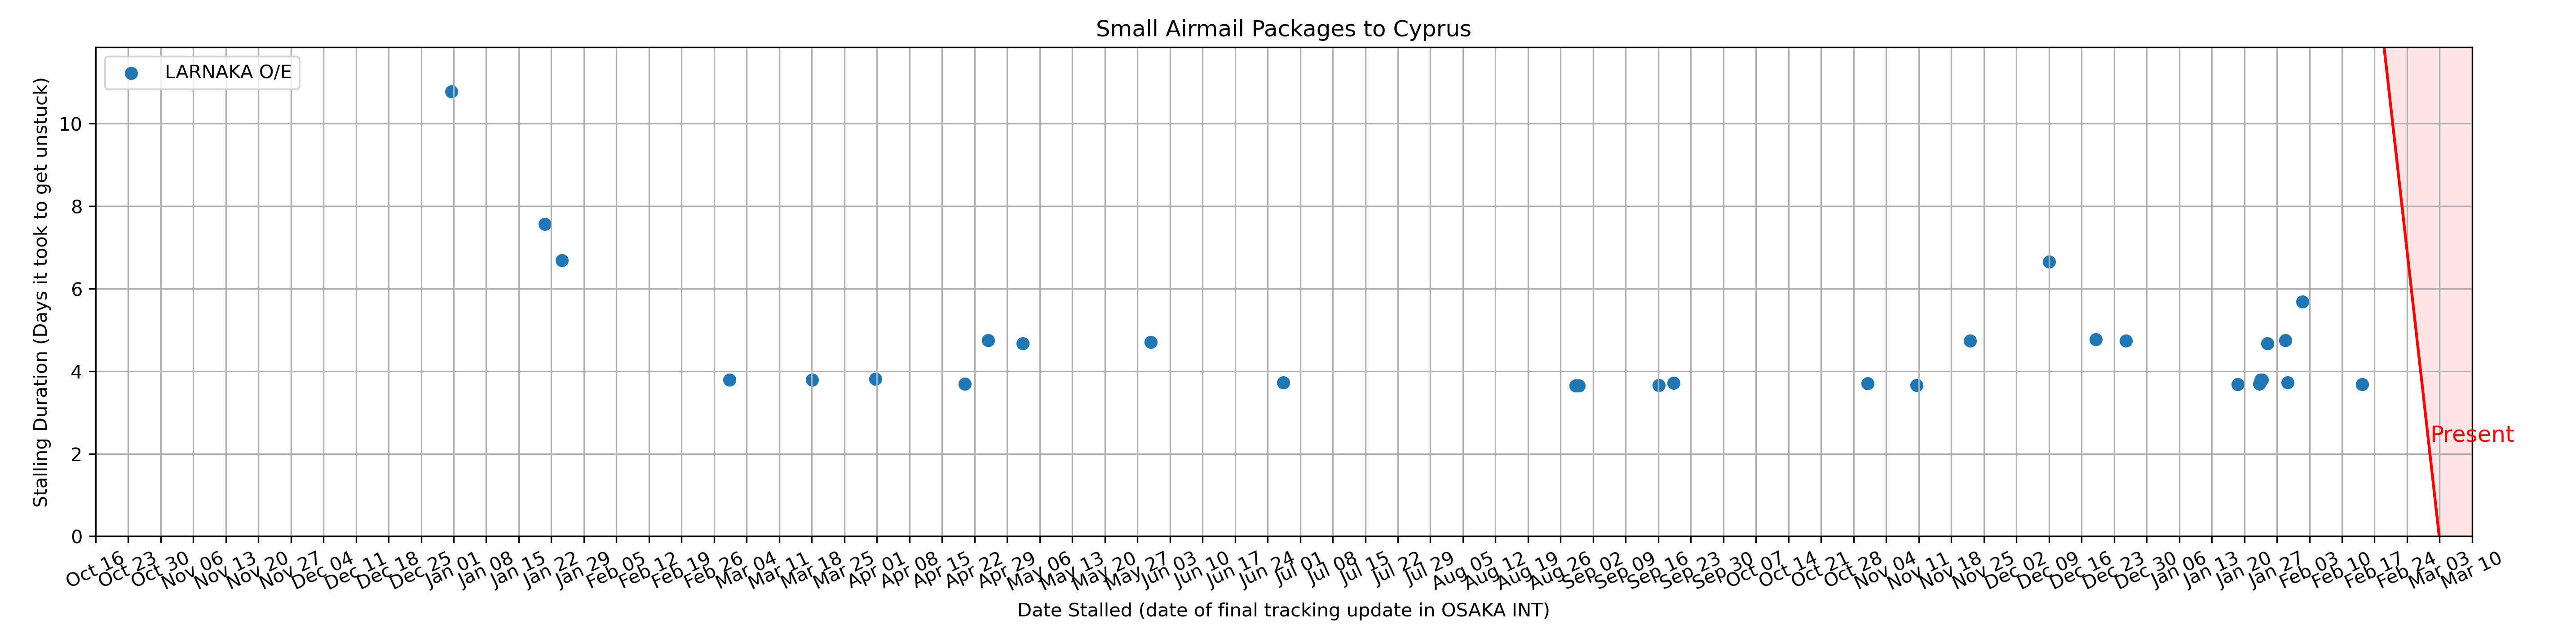 Small Airmail Packages to Cyprus
LARNAKA O/E
Stalling Duration (Days it took to get unstuck)
10
8
6
4
2
0
Present
Oct 16 Oct 23 Oct 30 Nov 06 Nov 13 Nov 20 Nov 27 Dec 04 Dec 11 Dec 18 Dec 25 Jan 01 Jan 08 Jan 15 Jan 22 Jan 29 Feb 05 Feb 12 Feb 19 Feb 26 Mar 04 Mar 11 Mar 18 Mar 25 Apr 01 Apr 08 Apr 15 Apr 22 Apr 29 May 06 May 13 May 20 May 27 Jun 03 Jun 10 Jun 17 Jun 24 Jul 01 Jul 08 Jul 15 Jul 22 Jul 29 Aug 05 Aug 12 Aug 19 Aug 26 Sep 02 Sep 09 Sep 16 Sep 23 Sep 30 Oct 07 Oct 14 Oct 21 Oct 28 Nov 04 Nov 11 Nov 18 Nov 25 Dec 02 Dec 09 Dec 16 Dec 23 Dec 30 Jan 06 Jan 13 Jan 20 Jan 27 Feb 03 Feb 10 Feb 17 Feb 24 Mar 03 Mar 10
Date Stalled (date of final tracking update in OSAKA INT)